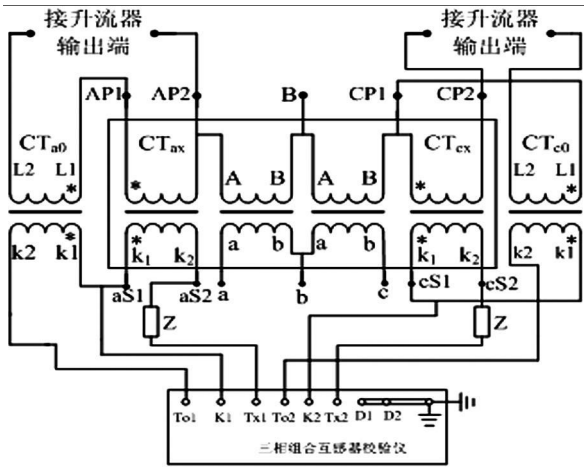 接升流器 接升流器
输出端 输出端
AP1 AP2 B CP1 CP2
CTa0 CTax CTcx CTc0
L2 L1 A B A B L2 L1
* * * *
* * * *
k2 k1 k1 k2 a b a b k1 k2 k2 k1
aS1 aS2 a b c cS1 cS2
Z Z
To1 K1 Tx1 To2 K2 Tx2 D1 D2
三相组合互感器校验仪